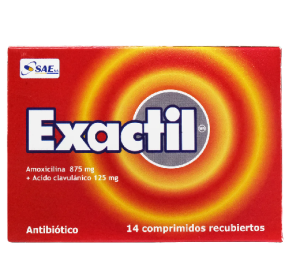 SAE S.A.
Exactil®
Amoxicilina 875 mg
+ Acido clavulánico 125 mg
Antibiótico
14 comprimidos recubiertos